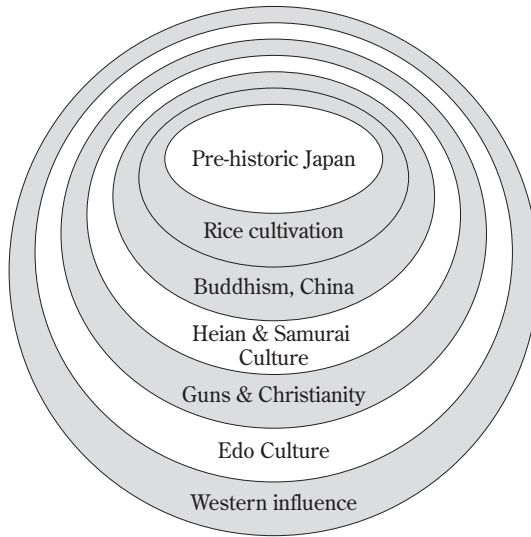 Pre-historic Japan
Rice cultivation
Buddhism, China
Heian & Samurai
Culture
Guns & Christianity
Edo Culture
Western influence